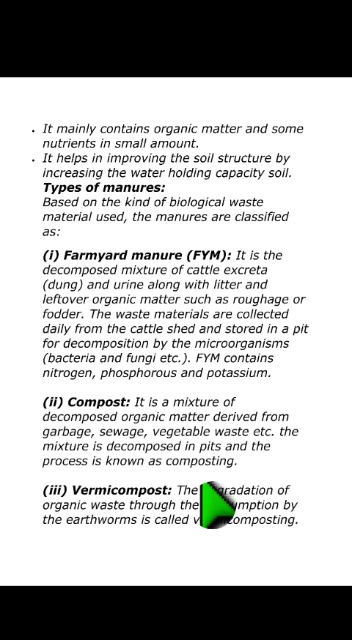 • It mainly contains organic matter and some
nutrients in small amount.
• It helps in improving the soil structure by
increasing the water holding capacity soil.
Types of manures:
Based on the kind of biological waste
material used, the manures are classified
as:
(i) Farmyard manure (FYM): It is the
decomposed mixture of cattle excreta
(dung) and urine along with litter and
leftover organic matter such as roughage or
fodder. The waste materials are collected
daily from the cattle shed and stored in a pit
for decomposition by the microorganisms
(bacteria and fungi etc.). FYM contains
nitrogen, phosphorous and potassium.
(ii) Compost: It is a mixture of
decomposed organic matter derived from
garbage, sewage, vegetable waste etc. the
mixture is decomposed in pits and the
process is known as composting.
(iii) Vermicompost: The of
organic waste through the by
the earthworms is called